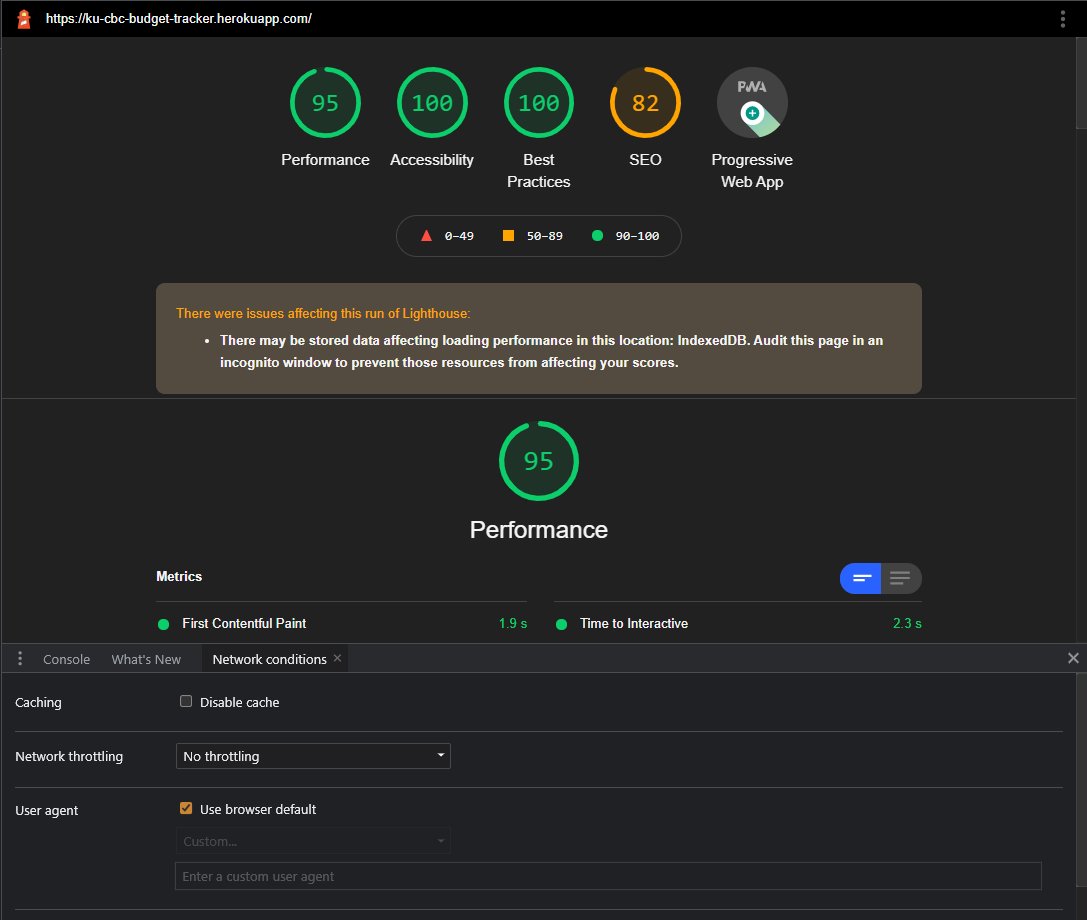 https://ku-cbc-budget-tracker.herokuapp.com/
95 100 100 82 PWA
Performance Accessibility Best Practices SEO Progressive Web App
0–49 50–89 90–100
There were issues affecting this run of Lighthouse:
• There may be stored data affecting loading performance in this location: IndexedDB. Audit this page in an
incognito window to prevent those resources from affecting your scores.
95
Performance
Metrics
First Contentful Paint 1.9 s Time to Interactive 2.3 s
Console What's New Network conditions
Caching Disable cache
Network throttling No throttling
User agent Use browser default
Custom...
Enter a custom user agent